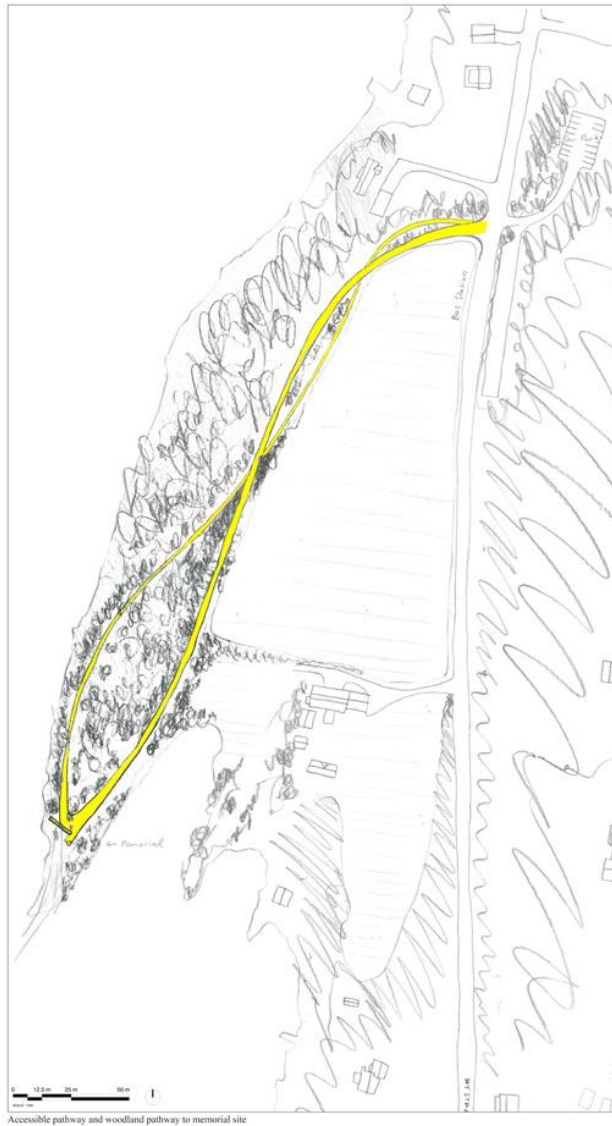 Bus Station
← Memorial
0 12.5 m 25 m 50 m
Accessible pathway and woodland pathway to memorial site